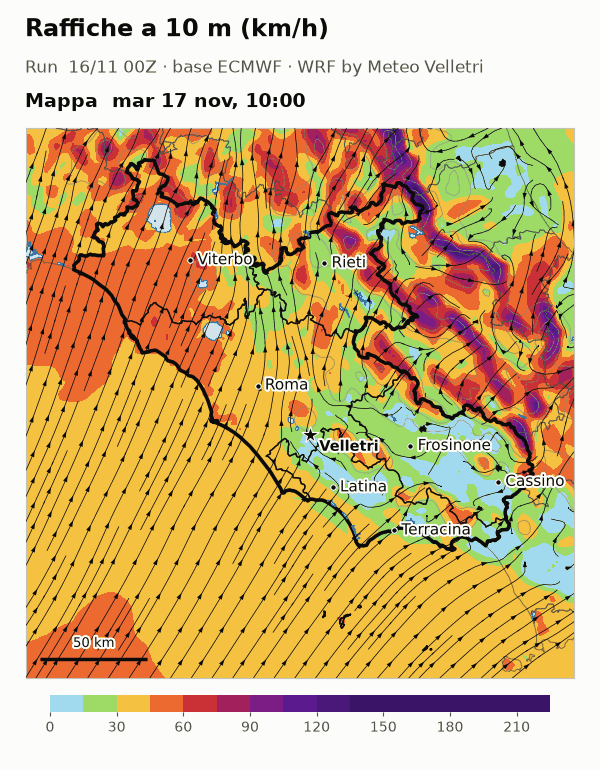 Raffiche a 10 m (km/h)
Run  16/11 00Z · base ECMWF · WRF by Meteo Velletri
Mappa  mar 17 nov, 10:00
Viterbo
Rieti
Roma
Velletri
Frosinone
Latina
Cassino
Terracina
50 km
0 30 60 90 120 150 180 210